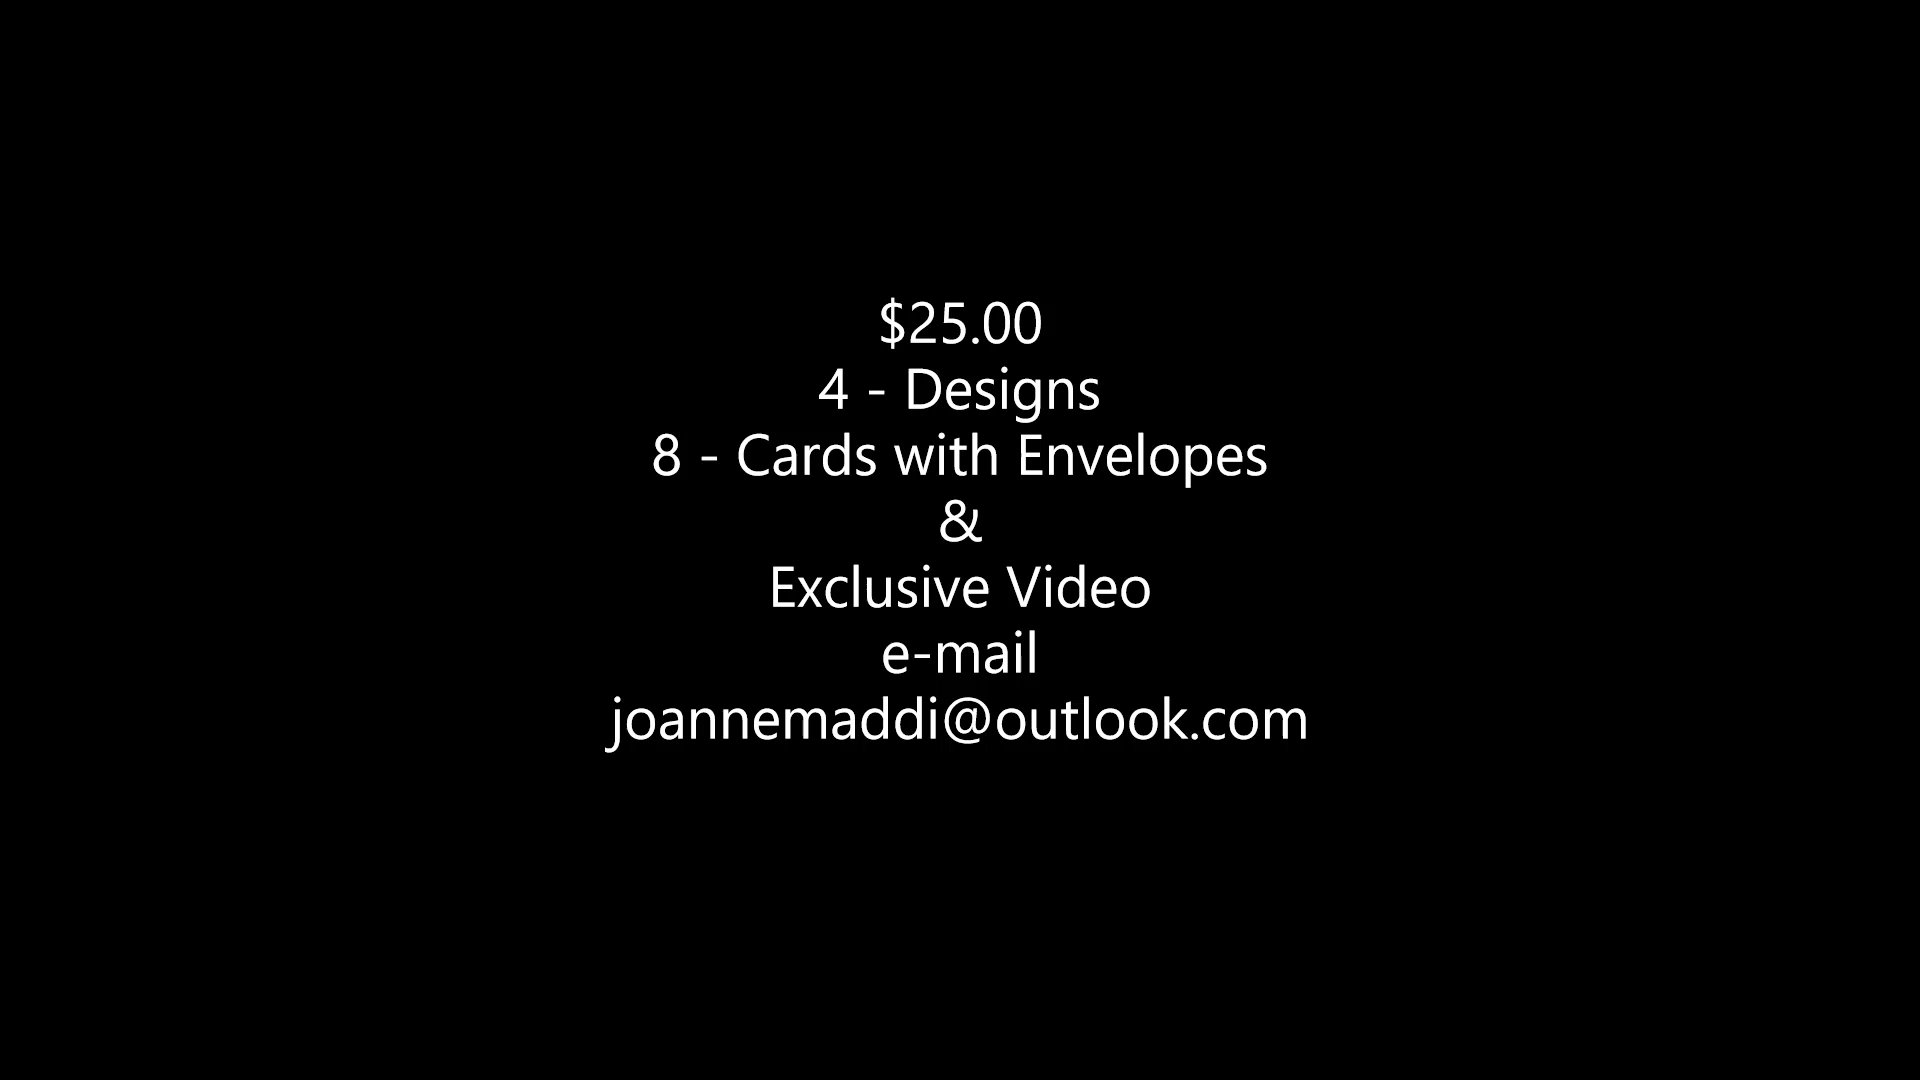 $25.00
4 - Designs
8 - Cards with Envelopes
&
Exclusive Video
e-mail
joannemaddi@outlook.com